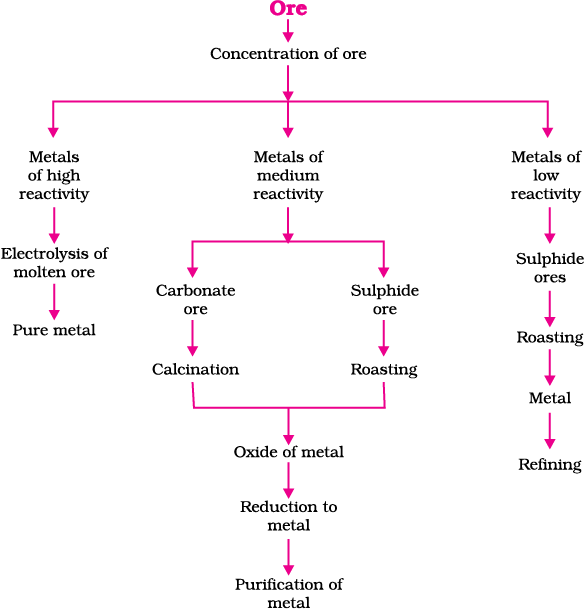 Ore
Concentration of ore
Metals
of high
reactivity
Metals of
medium
reactivity
Metals of
low
reactivity
Electrolysis of
molten ore
Pure metal
Carbonate
ore
Calcination
Sulphide
ore
Roasting
Oxide of metal
Reduction to
metal
Purification of
metal
Sulphide
ores
Roasting
Metal
Refining